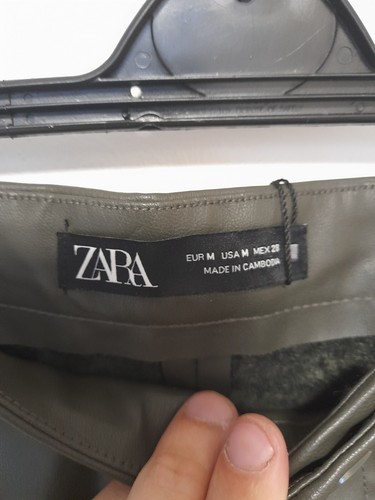 ZARA
EUR M USA M MEX 28
MADE IN CAMBODIA